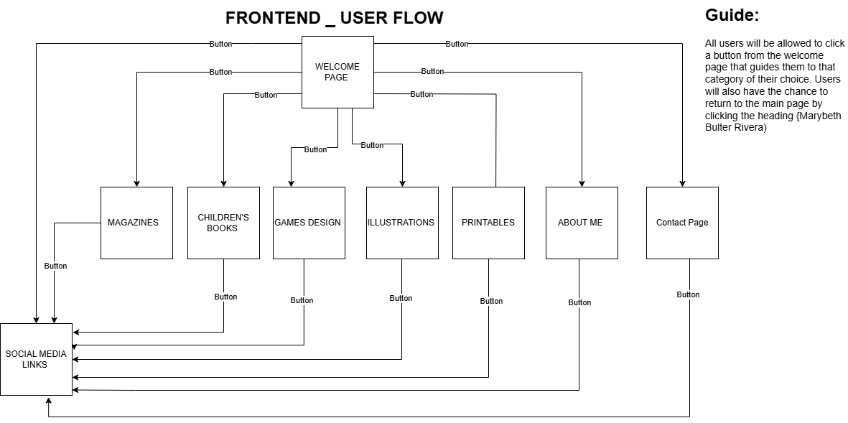 FRONTEND _ USER FLOW
Guide:
All users will be allowed to click
a button from the welcome
page that guides them to that
category of their choice. Users
will also have the chance to
return to the main page by
clicking the heading {Marybeth
Bulter Rivera)
Button
Button
WELCOME
PAGE
Button
Button
Button
Button
Button
Button
MAGAZINES
CHILDREN'S
BOOKS
GAMES DESIGN
ILLUSTRATIONS
PRINTABLES
ABOUT ME
Contact Page
Button
Button
Button
Button
Button
Button
Button
SOCIAL MEDIA
LINKS